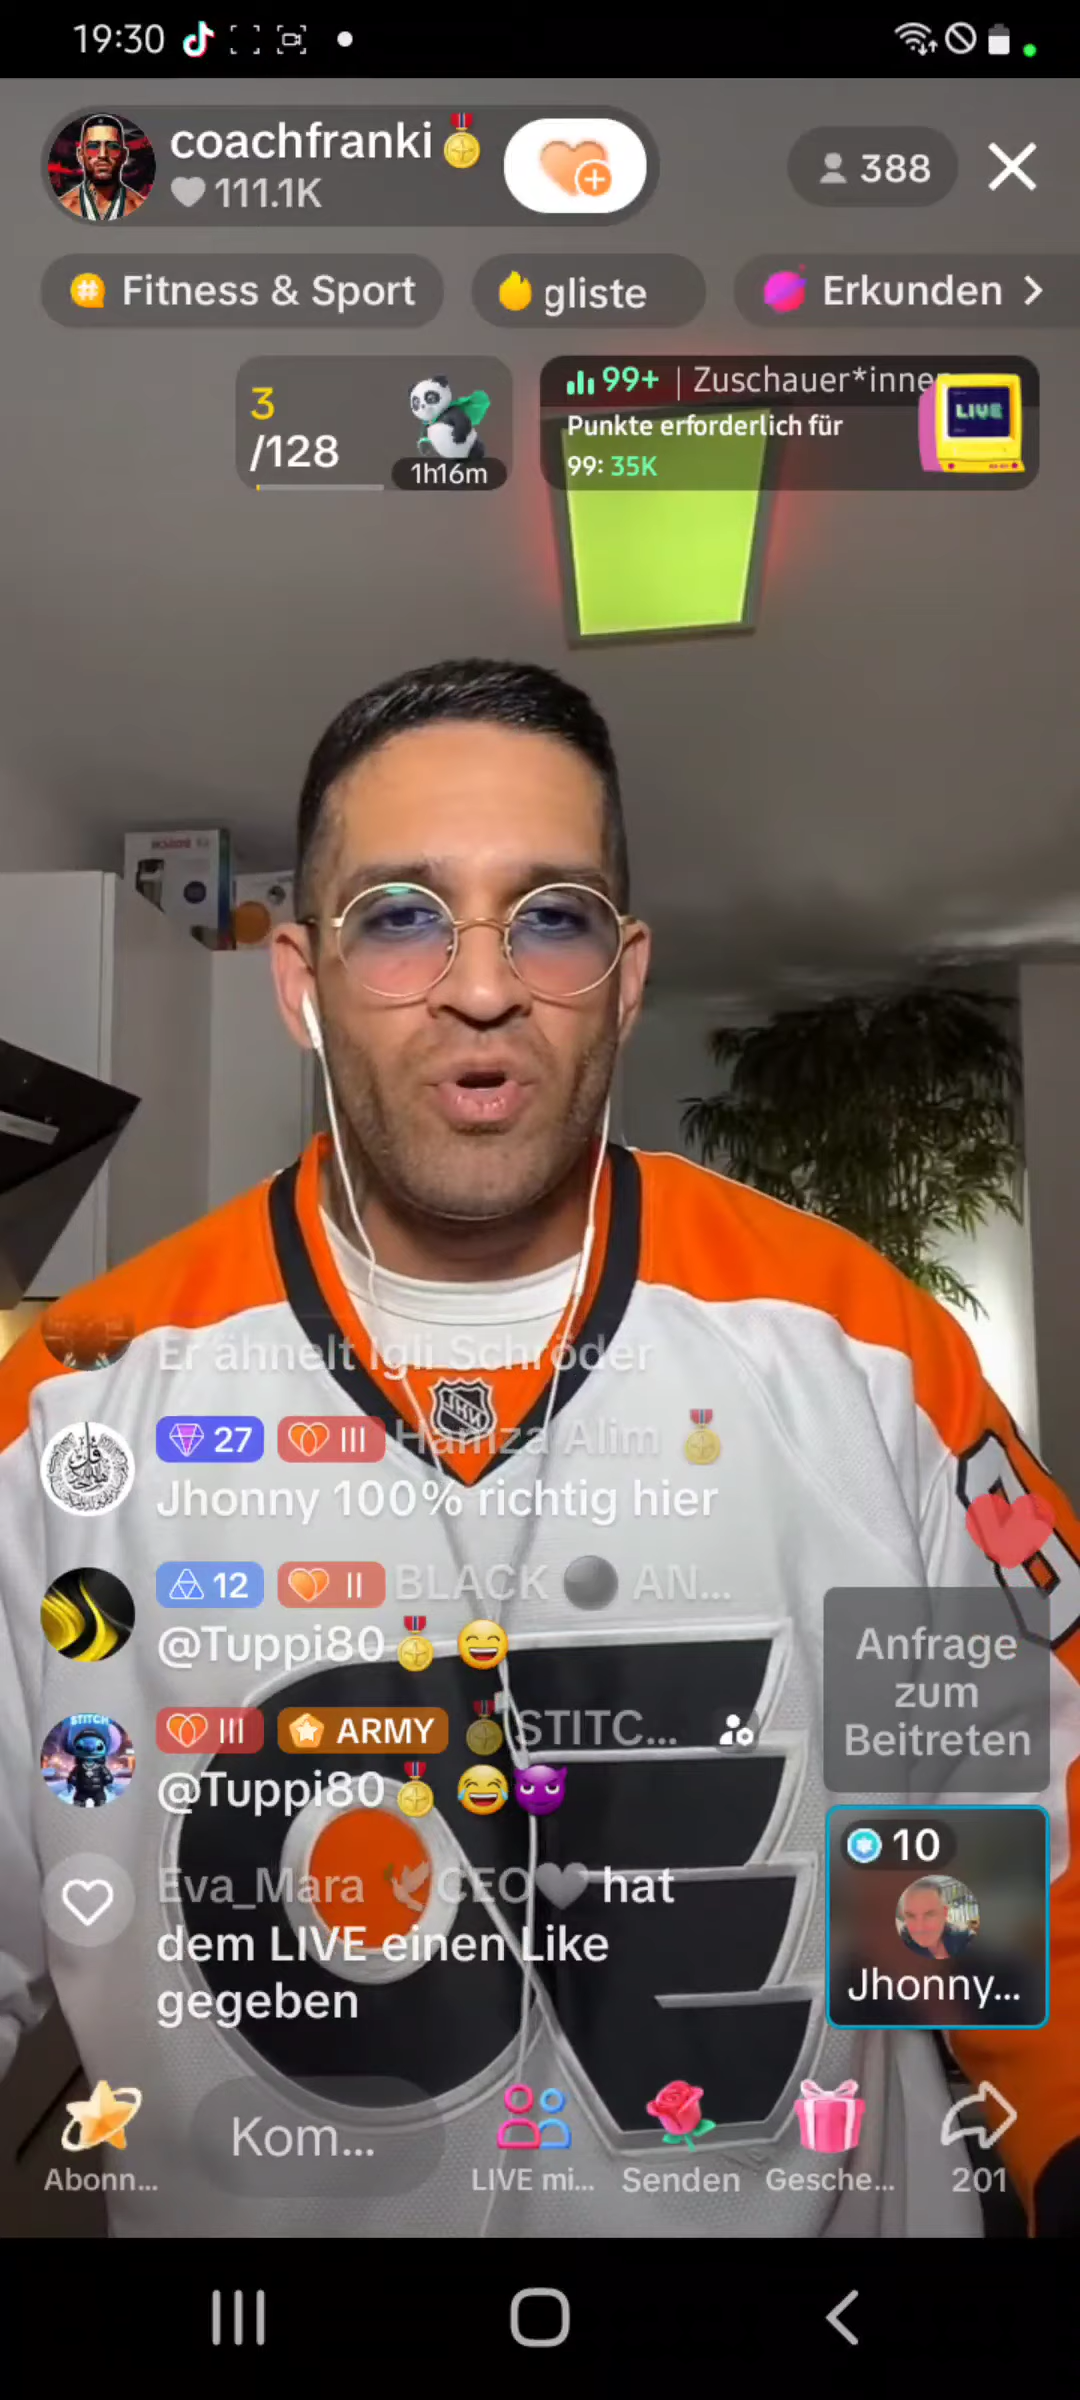 19:30
coachfranki
111.1K
388
Fitness & Sport
gliste
Erkunden
3
/128
1h16m
99+ | Zuschauer*inne
Punkte erforderlich für
99: 35K
LIVE
Er ähnelt Igli Schröder
27 III Hamza Alim
Jhonny 100% richtig hier
12 II BLACK AN...
@Tuppi80
STITCH
III ARMY STITC...
@Tuppi80
Eva_Mara CEO hat
dem LIVE einen Like
gegeben
Anfrage
zum
Beitreten
10
Jhonny...
Kom...
Abonn...
LIVE mi...
Senden
Gesche...
201